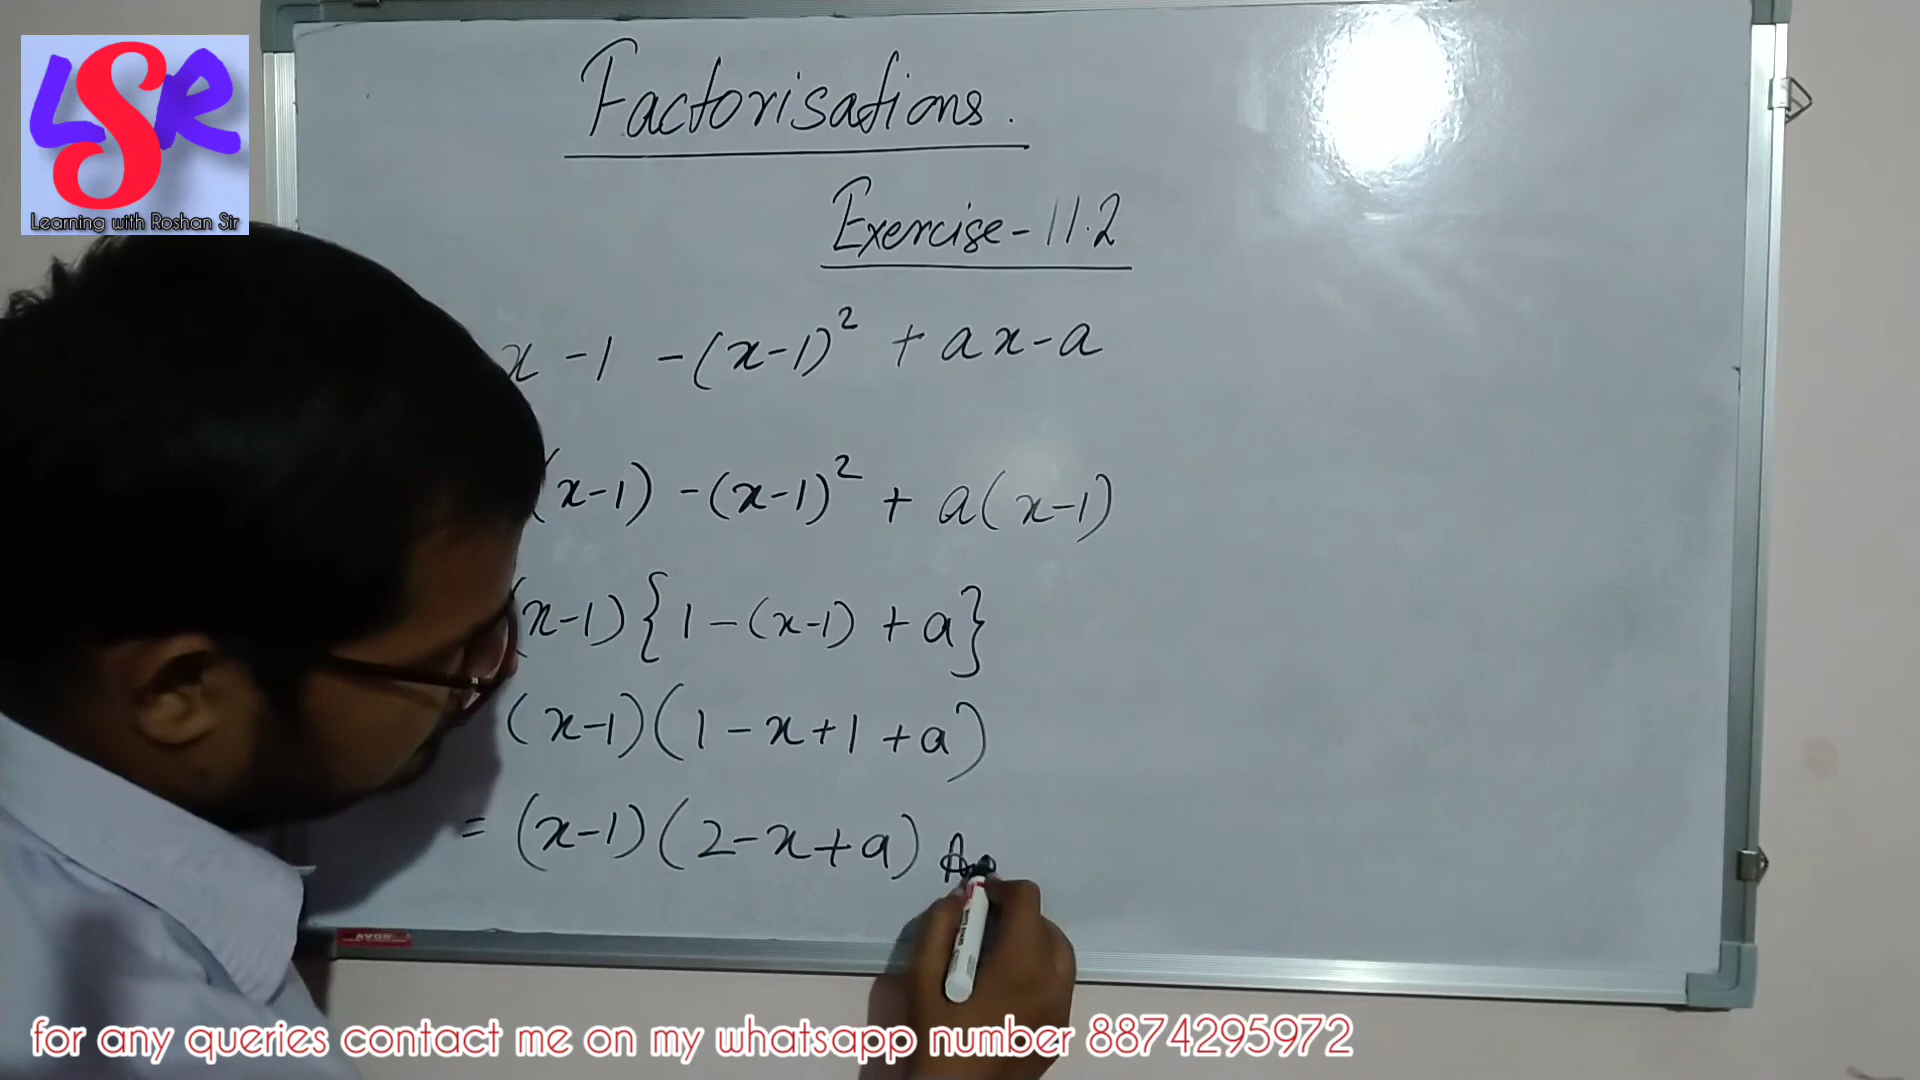 LSR
Learning with Roshan Sir
Factorisations.
Exercise-11.2
x -1 -(x-1)² + ax-a
(x-1) -(x-1)² + a(x-1)
(x-1){1-(x-1) +a}
(x-1)(1-x+1+a)
= (x-1)(2-x+a)
AVON
for any queries contact me on my whatsapp number 8874295972